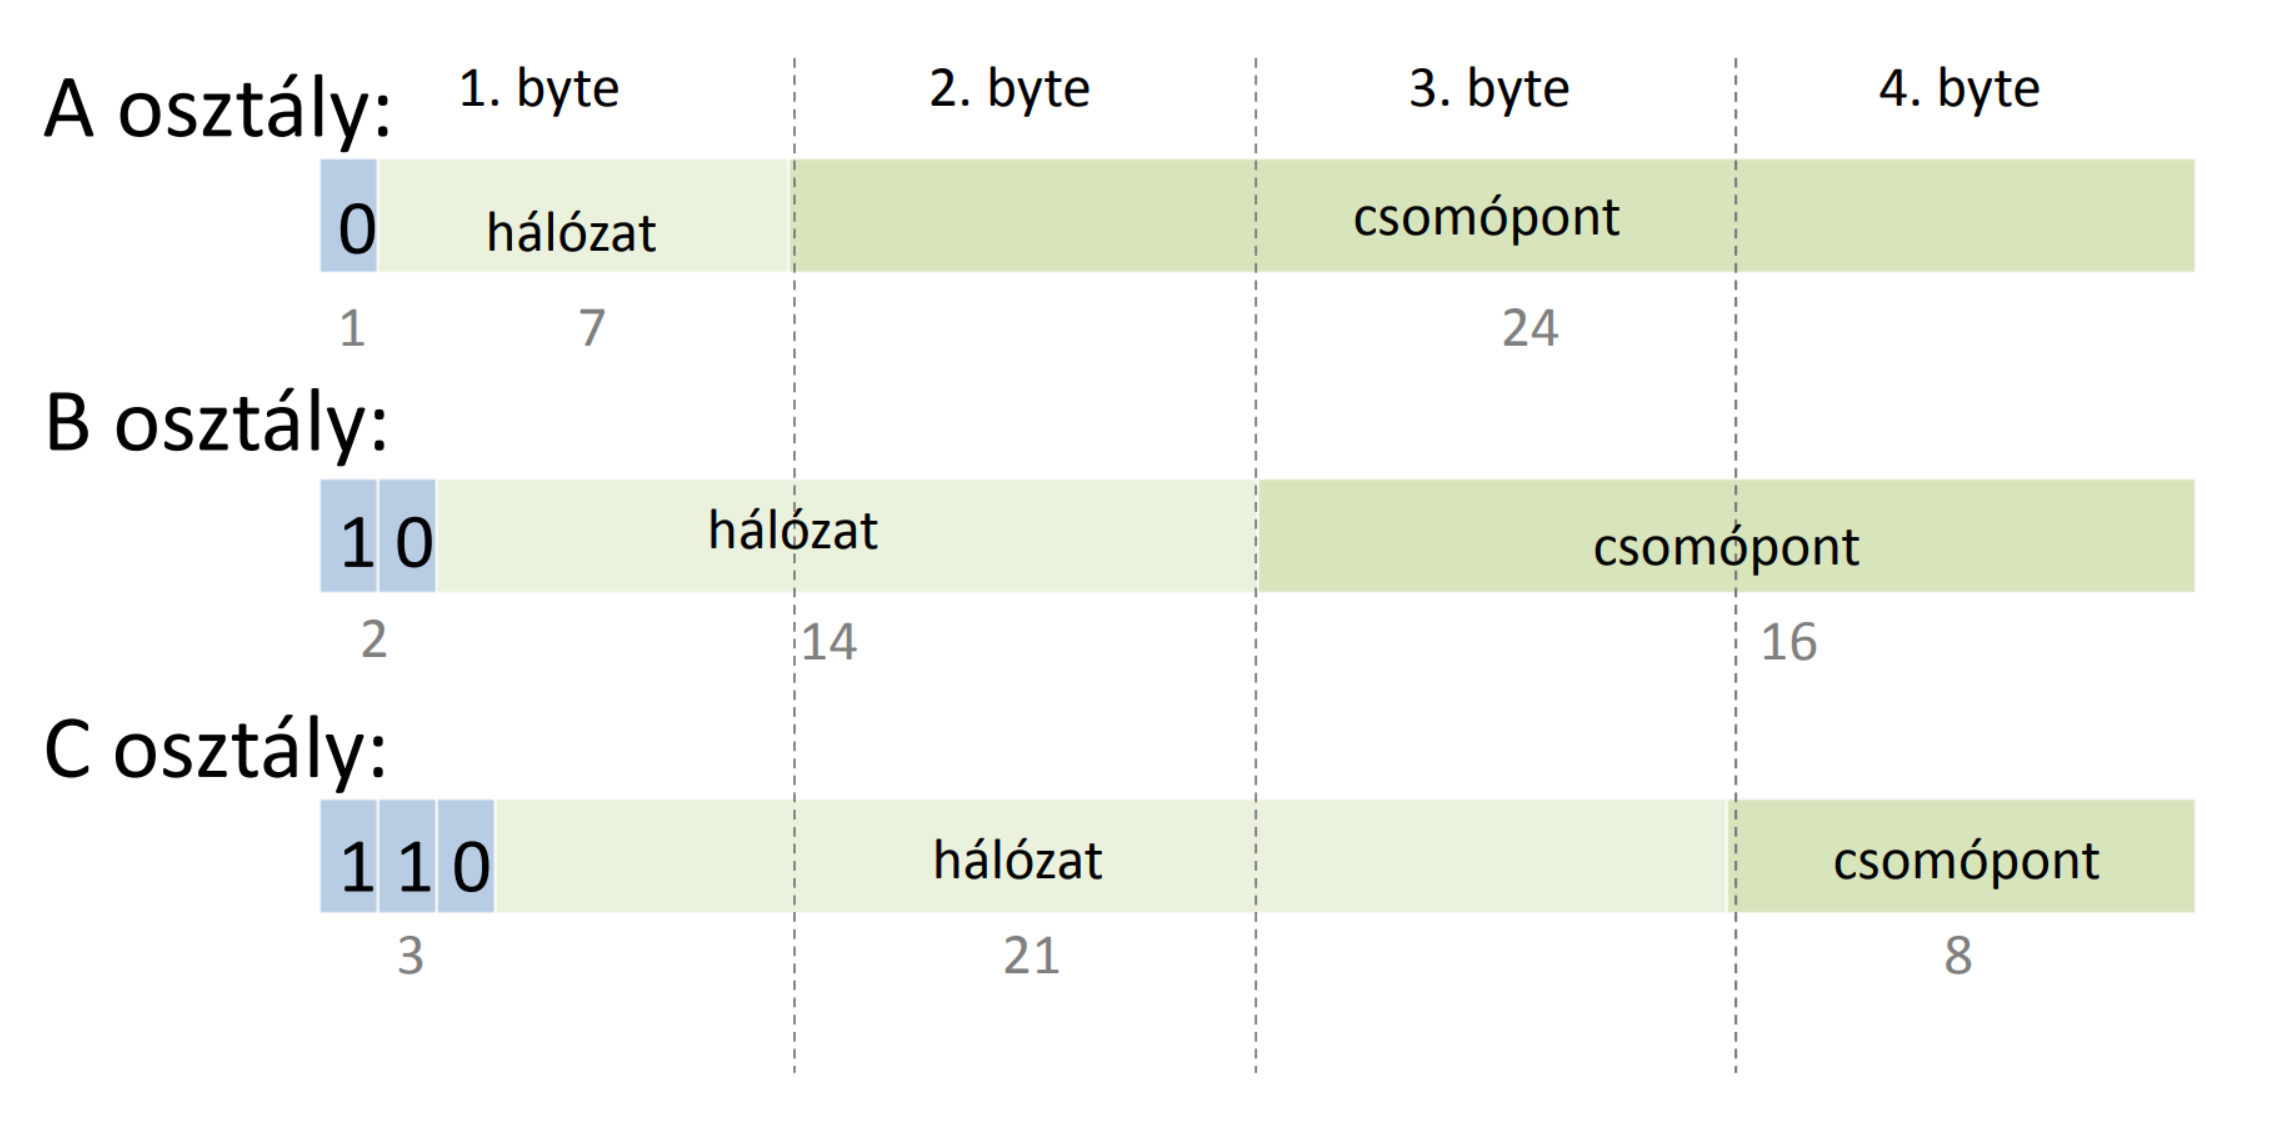 A osztály:
1. byte
2. byte
3. byte
4. byte
0
hálózat
csomópont
1
7
24
B osztály:
1 0
hálózat
csomópont
2
14
16
C osztály:
1 1 0
hálózat
csomópont
3
21
8